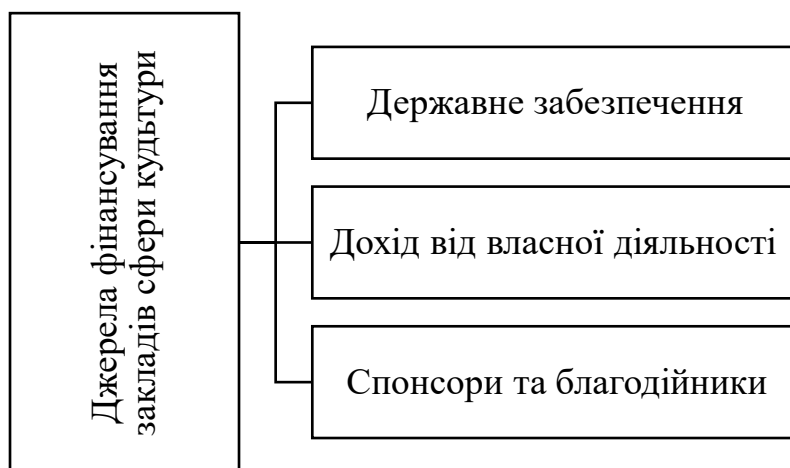 Джерела фінансування
закладів сфери кудьтури
Державне забезпечення
Дохід від власної діяльності
Спонсори та благодійники